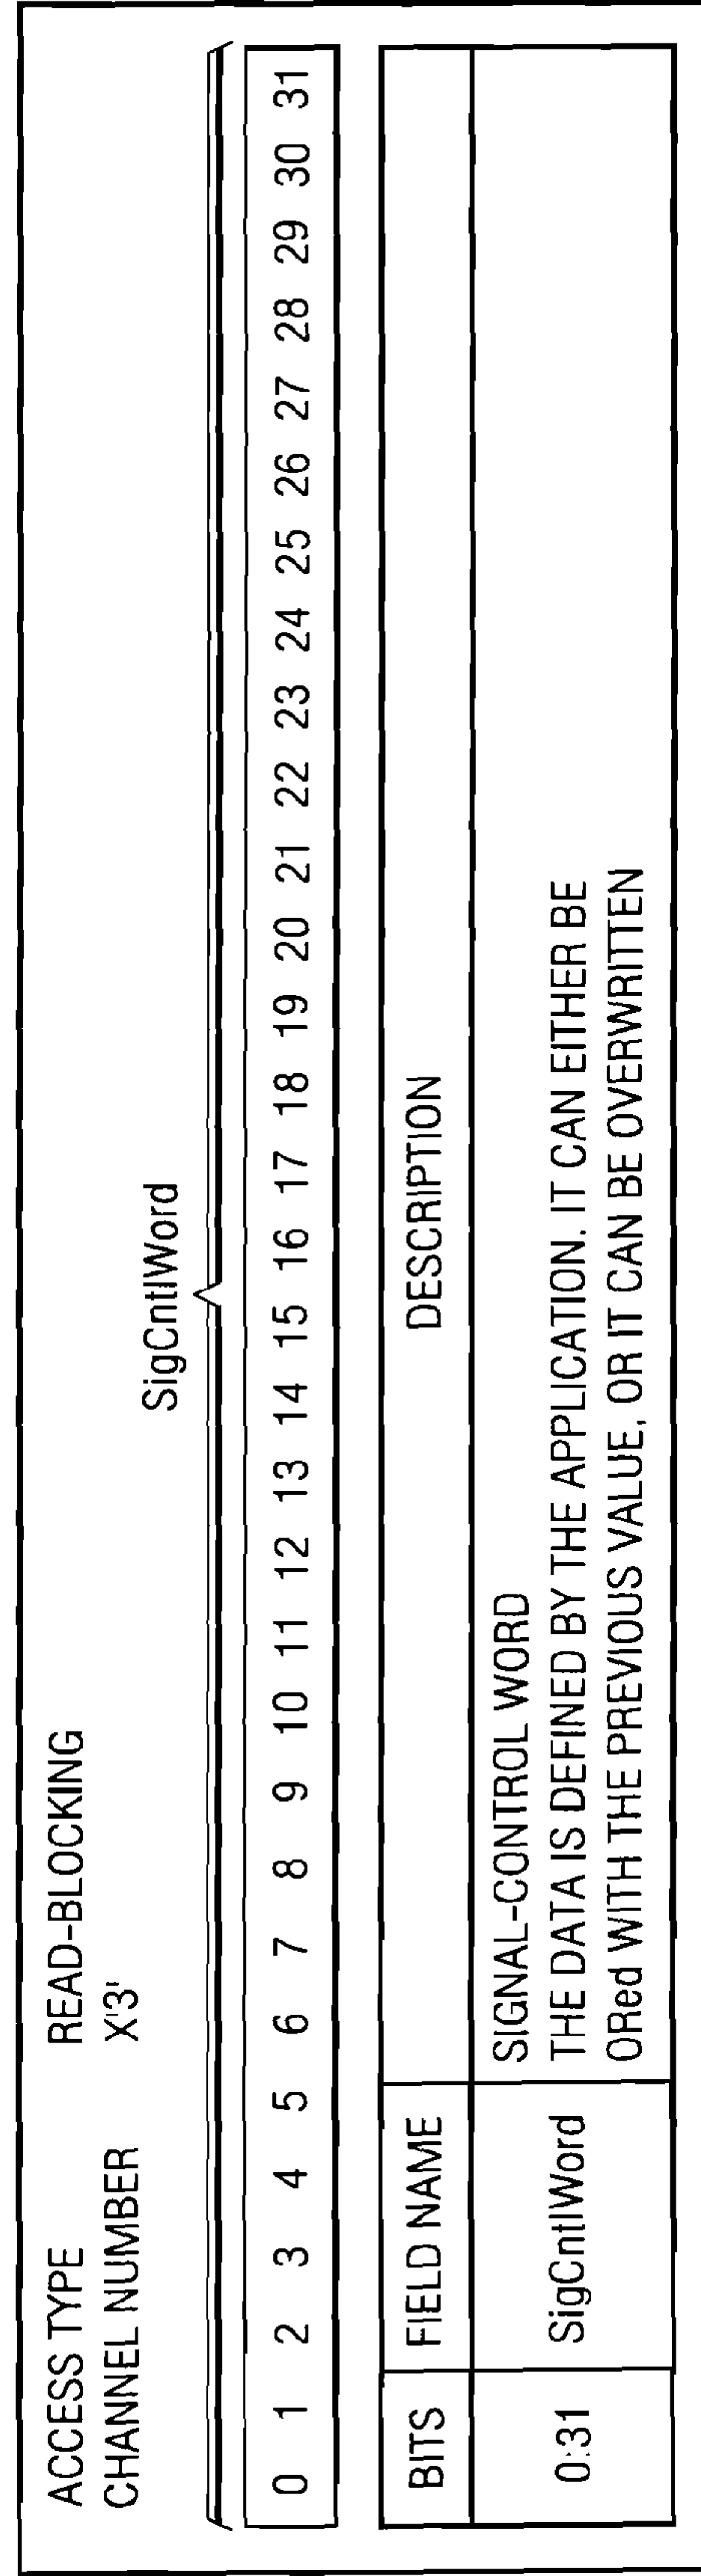 ACCESS TYPE READ-BLOCKING
CHANNEL NUMBER X'3'
SigCntlWord
0 1 2 3 4 5 6 7 8 9 10 11 12 13 14 15 16 17 18 19 20 21 22 23 24 25 26 27 28 29 30 31
BITS FIELD NAME DESCRIPTION
0:31 SigCntlWord SIGNAL-CONTROL WORD
THE DATA IS DEFINED BY THE APPLICATION. IT CAN EITHER BE
ORed WITH THE PREVIOUS VALUE, OR IT CAN BE OVERWRITTEN